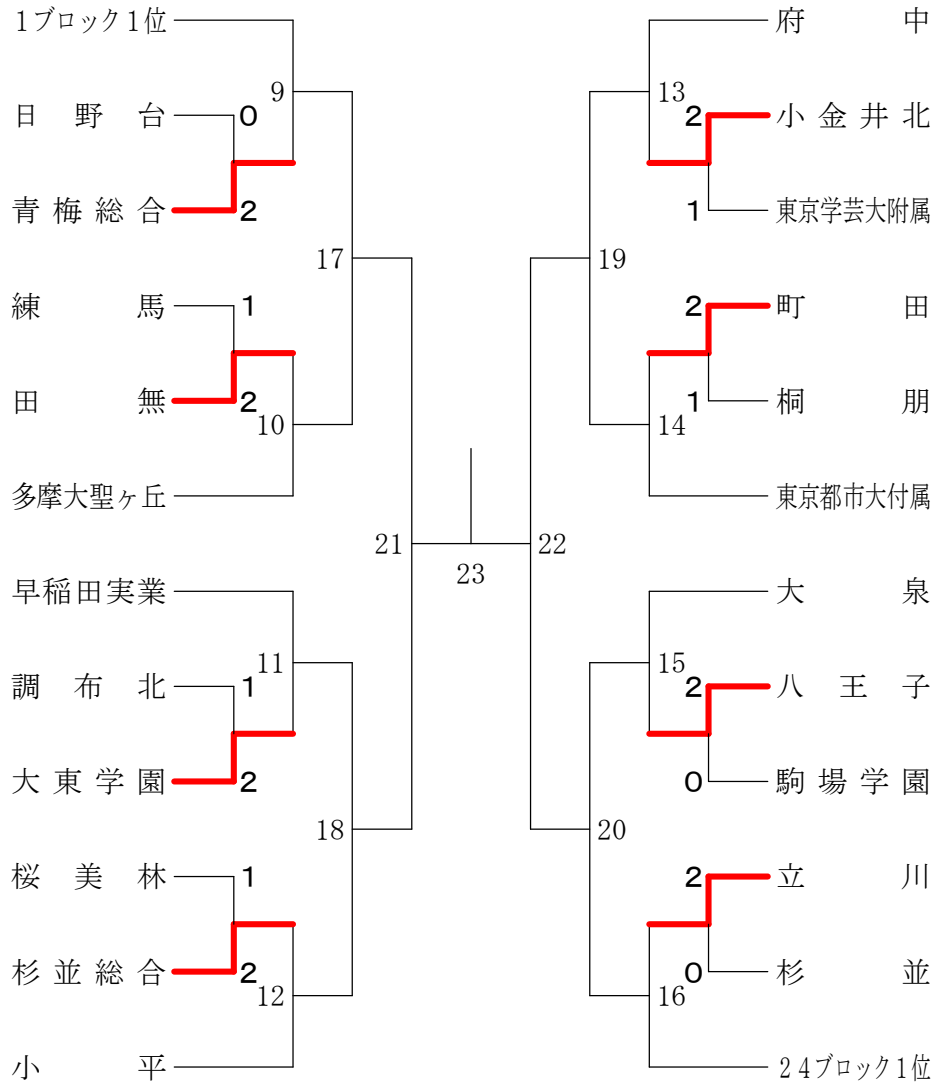 1ブロック1位
9
日野台 0
青梅総合 2
17
練馬 1
田無 2
10
多摩大聖ヶ丘
21
早稲田実業
11
調布北 1
大東学園 2
18
桜美林 1
杉並総合 2
12
小平
23
府中
13
2 小金井北
1 東京学芸大附属
19
2 町田
1 桐朋
14
東京都市大付属
22
大泉
15
2 八王子
0 駒場学園
20
2 立川
0 杉並
16
24ブロック1位